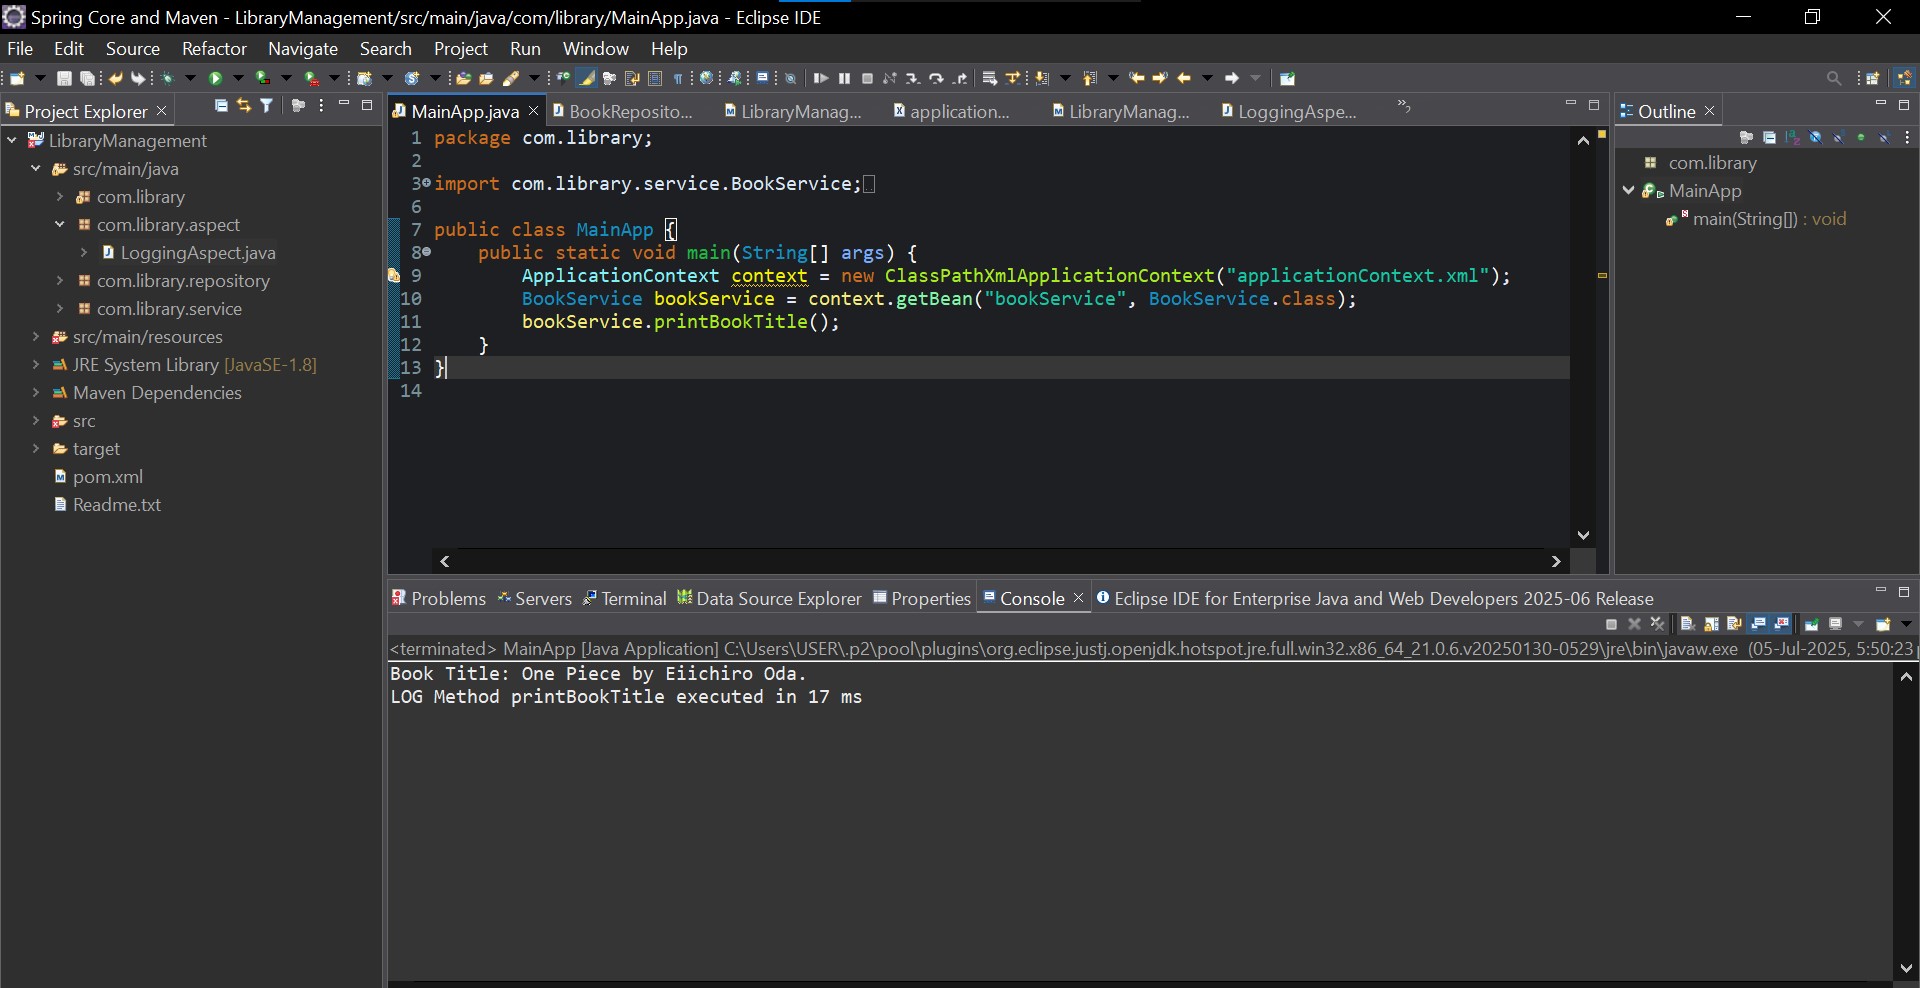 Spring Core and Maven - LibraryManagement/src/main/java/com/library/MainApp.java - Eclipse IDE
File Edit Source Refactor Navigate Search Project Run Window Help
Project Explorer
LibraryManagement
src/main/java
com.library
com.library.aspect
LoggingAspect.java
com.library.repository
com.library.service
src/main/resources
JRE System Library [JavaSE-1.8]
Maven Dependencies
src
target
pom.xml
Readme.txt
MainApp.java BookReposito... LibraryManag... application... LibraryManag... LoggingAspe...
1 package com.library;
2
3 import com.library.service.BookService;
6
7 public class MainApp {
8 public static void main(String[] args) {
9 ApplicationContext context = new ClassPathXmlApplicationContext("applicationContext.xml");
10 BookService bookService = context.getBean("bookService", BookService.class);
11 bookService.printBookTitle();
12 }
13 }
14
Outline
com.library
MainApp
main(String[]) : void
Problems Servers Terminal Data Source Explorer Properties Console Eclipse IDE for Enterprise Java and Web Developers 2025-06 Release
<terminated> MainApp [Java Application] C:\Users\USER\.p2\pool\plugins\org.eclipse.justj.openjdk.hotspot.jre.full.win32.x86_64_21.0.6.v20250130-0529\jre\bin\javaw.exe (05-Jul-2025, 5:50:23
Book Title: One Piece by Eiichiro Oda.
LOG Method printBookTitle executed in 17 ms